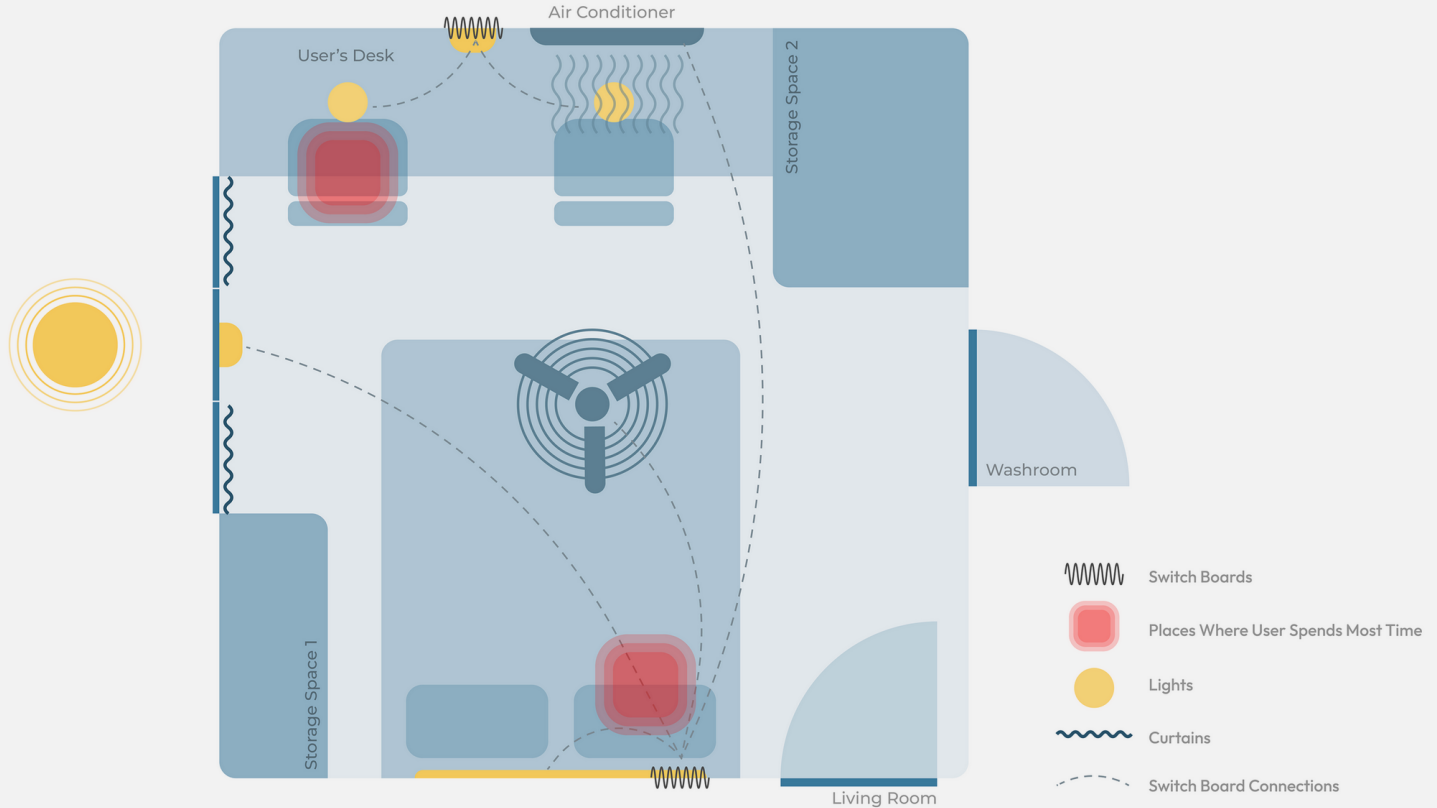 Air Conditioner
User's Desk
Storage Space 2
Washroom
Storage Space 1
Living Room
Switch Boards
Places Where User Spends Most Time
Lights
Curtains
Switch Board Connections